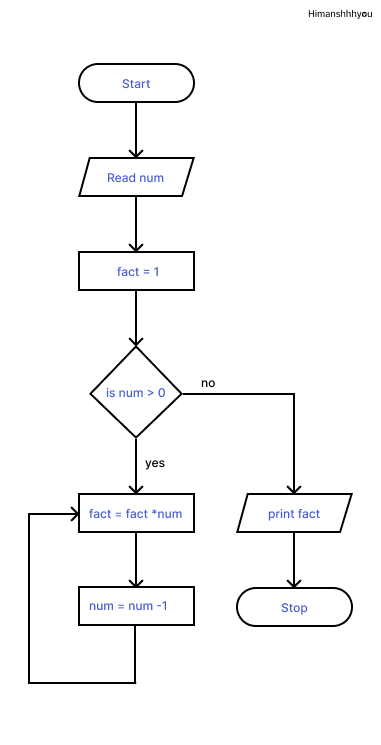 Himanshhhyou
Start
Read num
fact = 1
is num > 0
no
yes
fact = fact *num
print fact
num = num -1
Stop